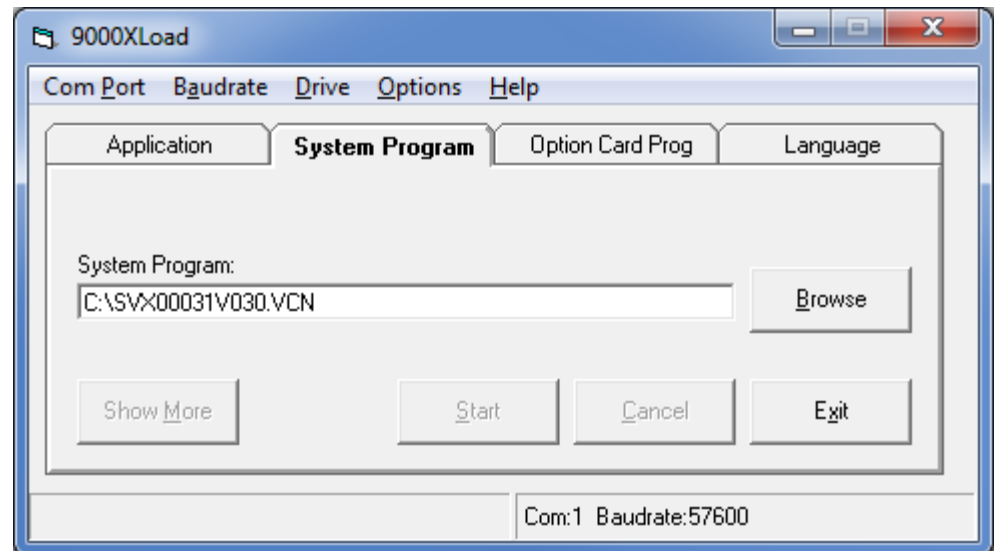 9000XLoad
Com Port Baudrate Drive Options Help
Application System Program Option Card Prog Language
System Program:
C:\SVX00031V030.VCN
Browse
Show More Start Cancel Exit
Com:1 Baudrate:57600